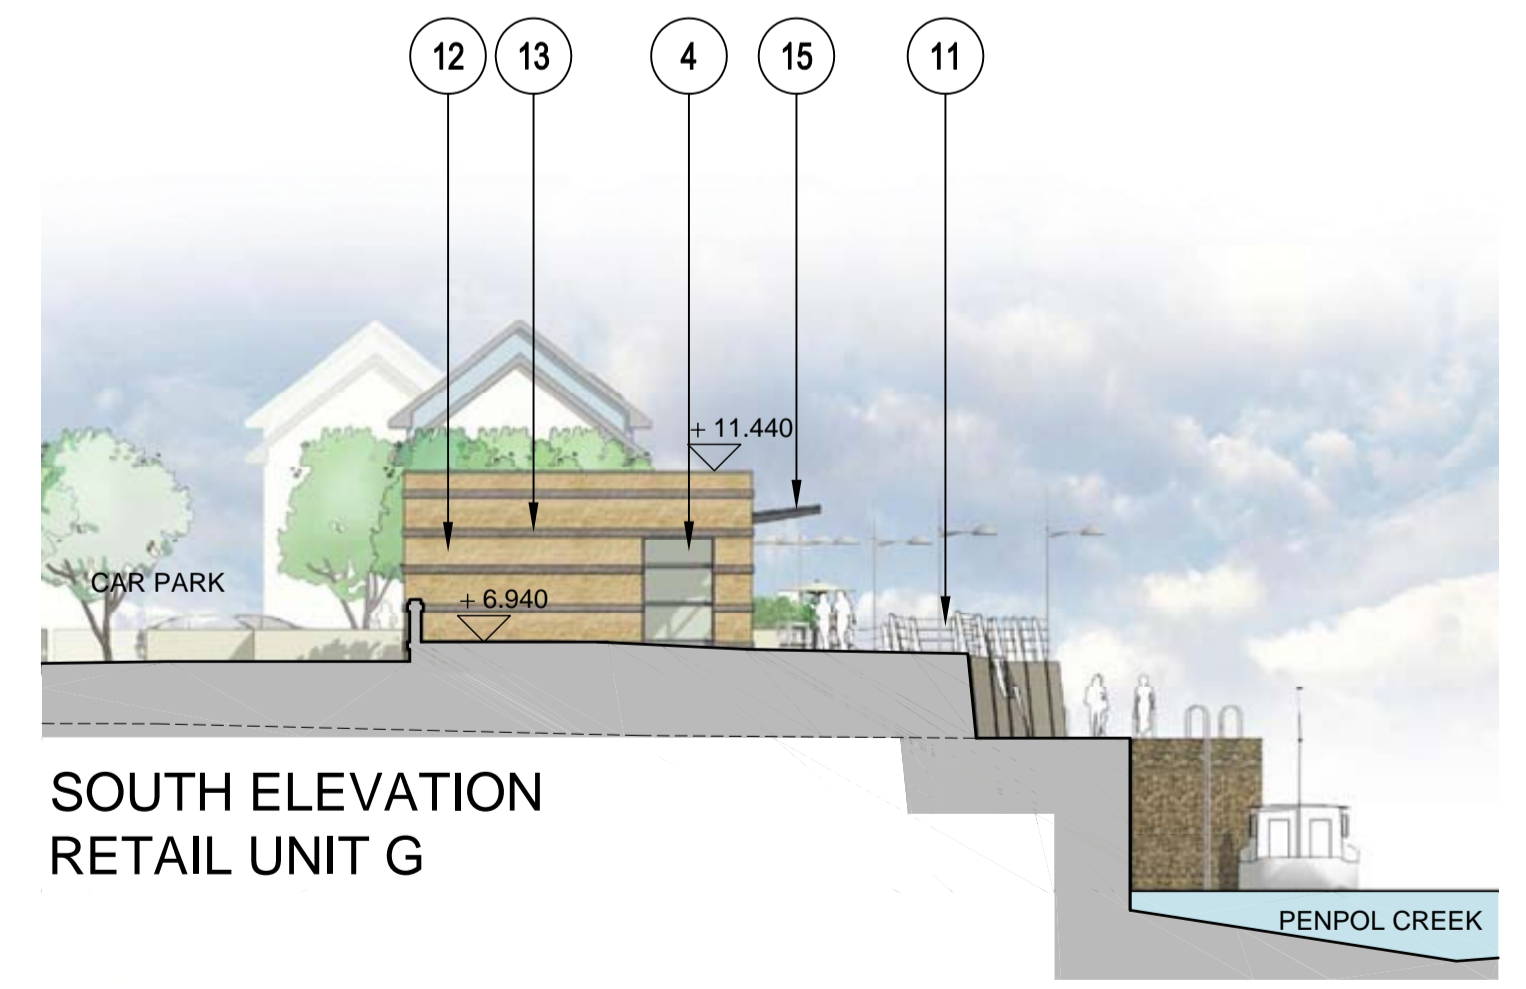 12 13 4 15 11
+ 11.440
CAR PARK
+ 6.940
SOUTH ELEVATION
RETAIL UNIT G
PENPOL CREEK